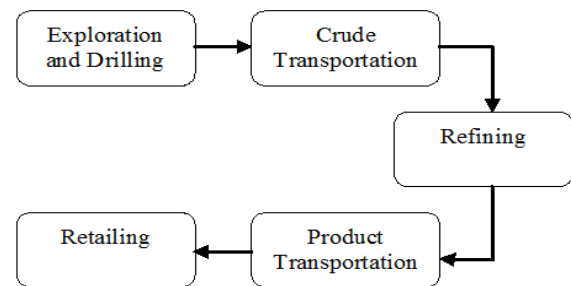 Exploration
and Drilling
Crude
Transportation
Refining
Product
Transportation
Retailing